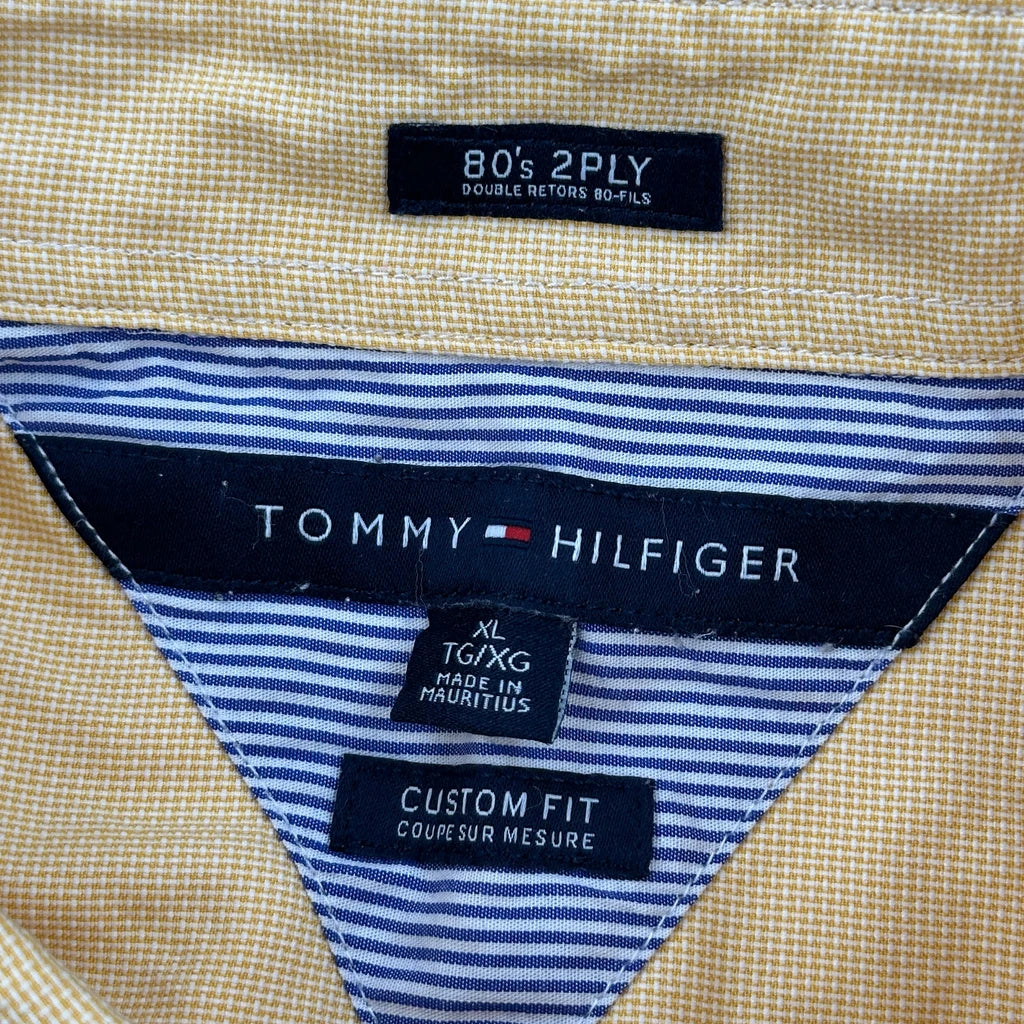 80's 2PLY
DOUBLE RETORS 80-FILS
TOMMY HILFIGER
XL
TG/XG
MADE IN
MAURITIUS
CUSTOM FIT
COUPE SUR MESURE